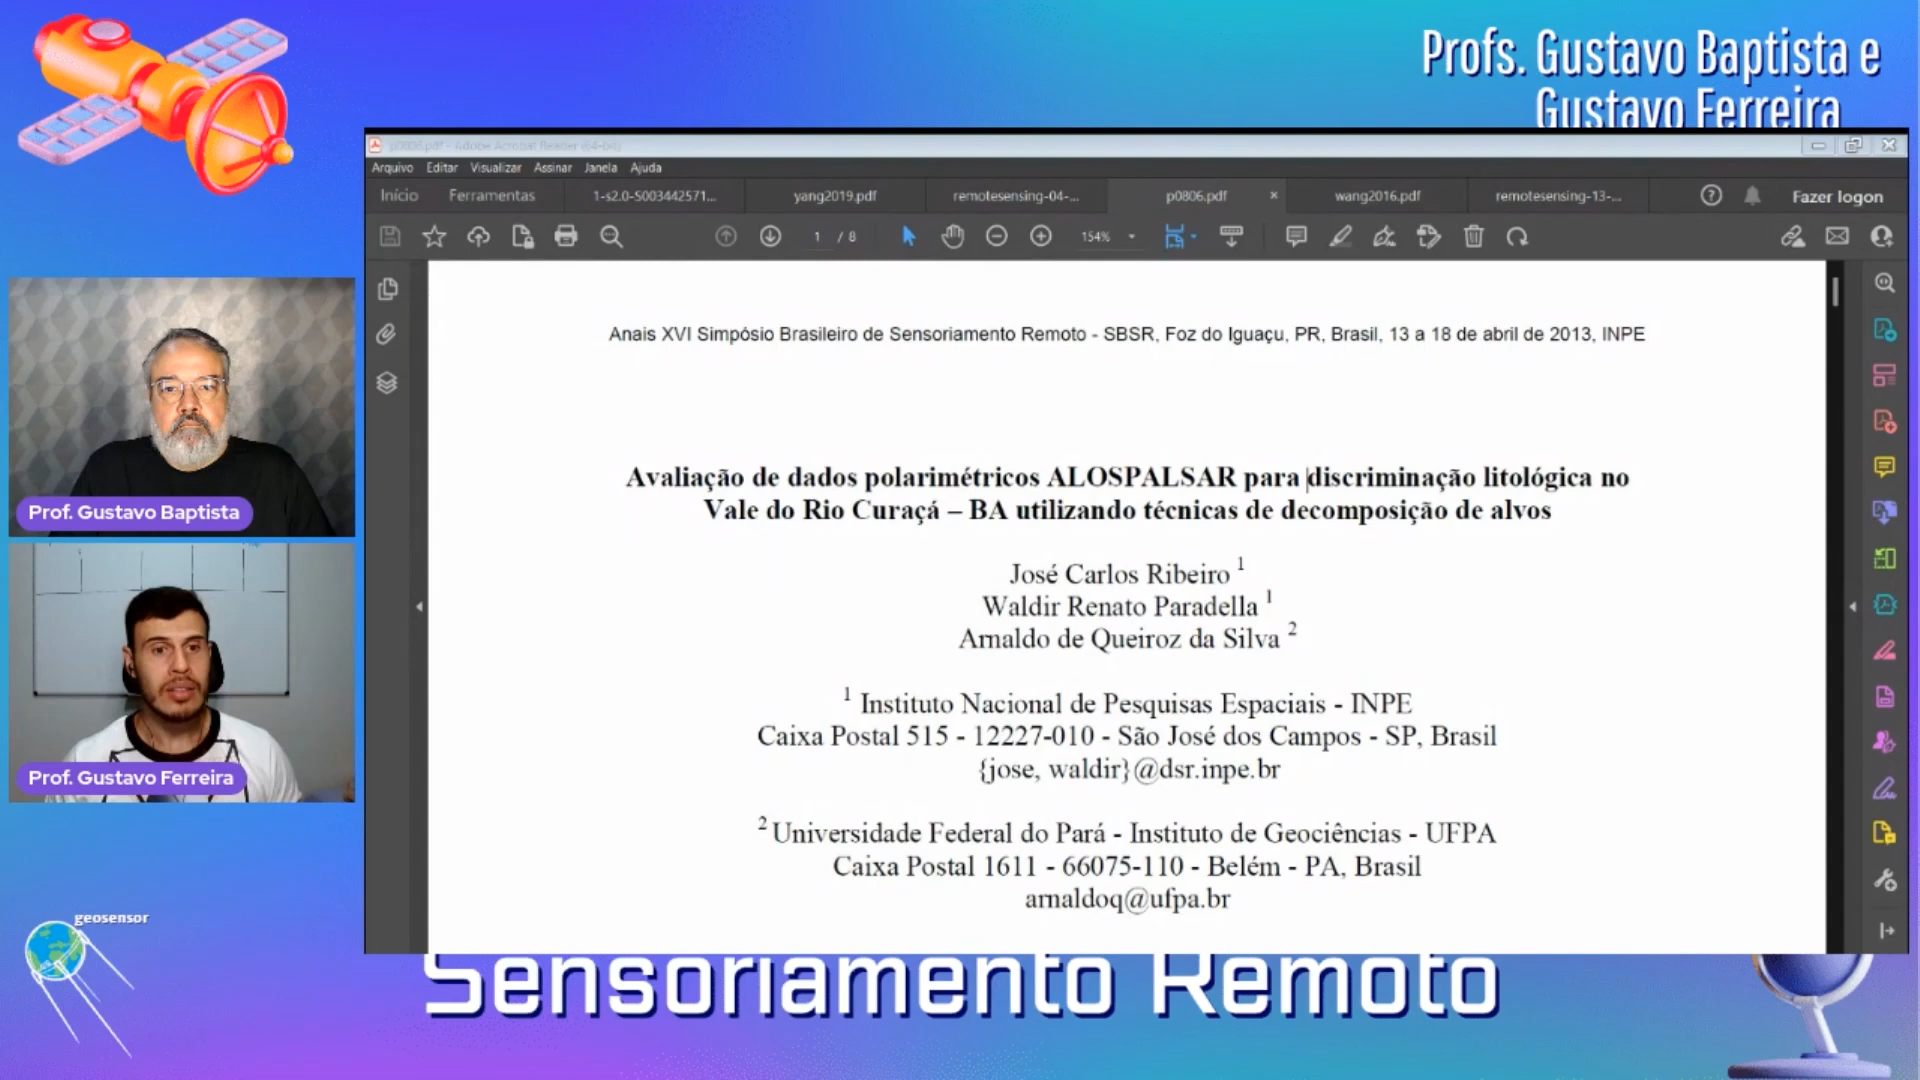 Profs. Gustavo Baptista e
Gustavo Ferreira
p0806.pdf - Adobe Acrobat Reader (64-bit)
Arquivo Editar Visualizar Assinar Janela Ajuda
Início Ferramentas 1-s2.0-S003442571... yang2019.pdf remotesensing-04-... p0806.pdf × wang2016.pdf remotesensing-13-... Fazer logon
1 / 8 154%
Anais XVI Simpósio Brasileiro de Sensoriamento Remoto - SBSR, Foz do Iguaçu, PR, Brasil, 13 a 18 de abril de 2013, INPE
Avaliação de dados polarimétricos ALOSPALSAR para discriminação litológica no
Vale do Rio Curaçá – BA utilizando técnicas de decomposição de alvos
José Carlos Ribeiro 1
Waldir Renato Paradella 1
Arnaldo de Queiroz da Silva 2
1 Instituto Nacional de Pesquisas Espaciais - INPE
Caixa Postal 515 - 12227-010 - São José dos Campos - SP, Brasil
{jose, waldir}@dsr.inpe.br
2 Universidade Federal do Pará - Instituto de Geociências - UFPA
Caixa Postal 1611 - 66075-110 - Belém - PA, Brasil
arnaldoq@ufpa.br
Prof. Gustavo Baptista
Prof. Gustavo Ferreira
geosensor
Sensoriamento Remoto